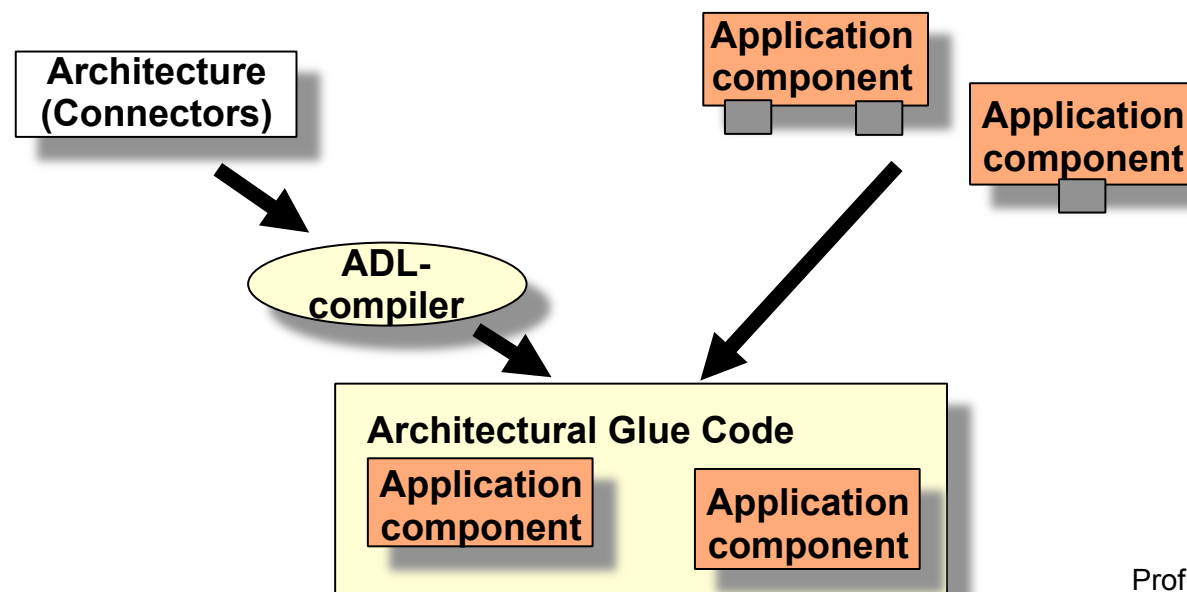 Architecture
(Connectors)
Application
component
Application
component
ADL-
compiler
Architectural Glue Code
Application
component
Application
component
Prof